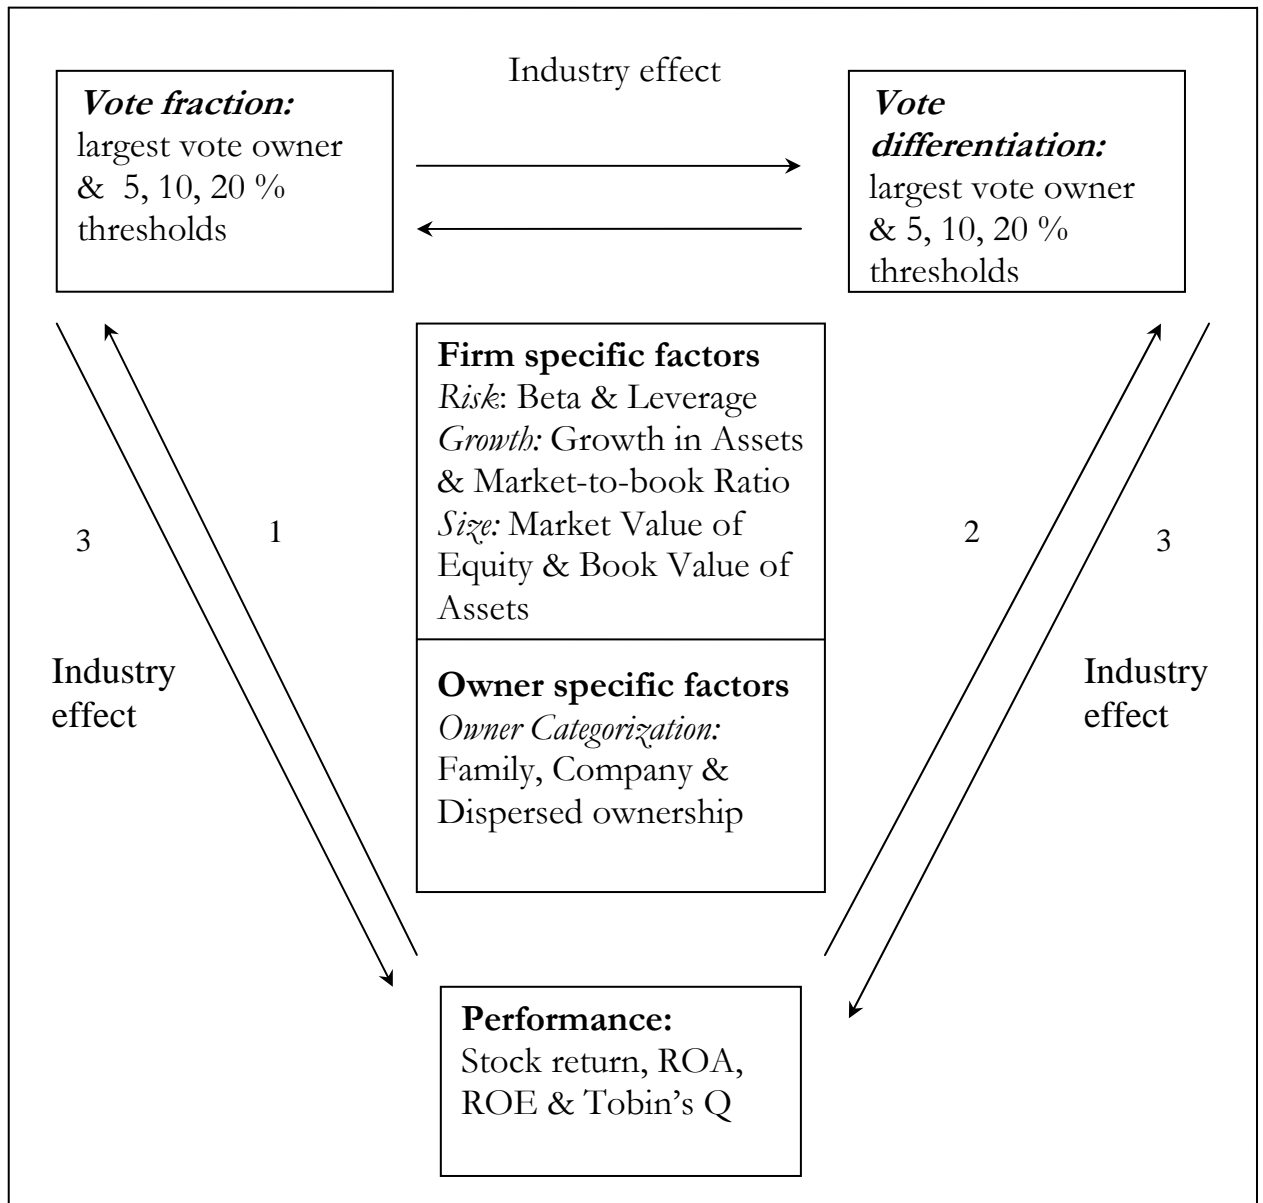 Industry effect
Vote fraction:
largest vote owner
&  5, 10, 20 %
thresholds
Vote
differentiation:
largest vote owner
& 5, 10, 20 %
thresholds
Firm specific factors
Risk: Beta & Leverage
Growth: Growth in Assets
& Market-to-book Ratio
Size: Market Value of
Equity & Book Value of
Assets
3
1
2
3
Industry
effect
Owner specific factors
Owner Categorization:
Family, Company &
Dispersed ownership
Industry
effect
Performance:
Stock return, ROA,
ROE & Tobin’s Q